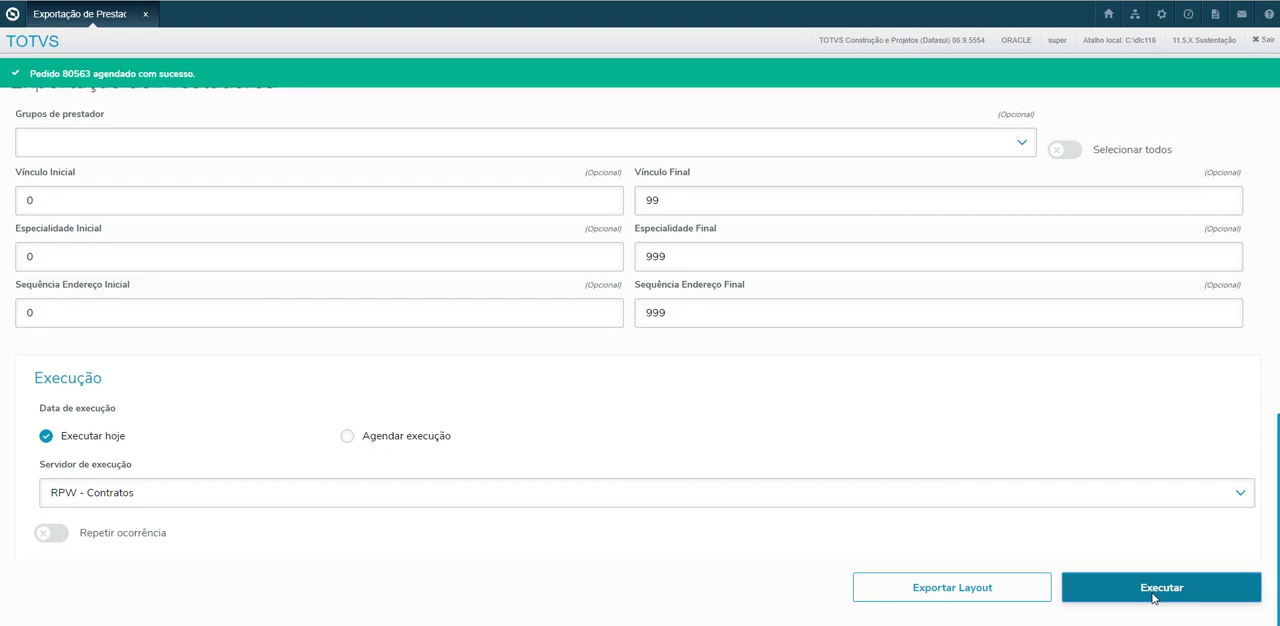 Exportação de Prestac x
TOTVS
TOTVS Construção e Projetos (Datasul) 06.9.5554 ORACLE super Atalho local: C:\dlc116 11.5.X Sustentação Sair
Pedido 80563 agendado com sucesso.
Grupos de prestador (Opcional)
Selecionar todos
Vínculo Inicial (Opcional) Vínculo Final (Opcional)
0 99
Especialidade Inicial (Opcional) Especialidade Final (Opcional)
0 999
Sequência Endereço Inicial (Opcional) Sequência Endereço Final (Opcional)
0 999
Execução
Data de execução
Executar hoje Agendar execução
Servidor de execução
RPW - Contratos
Repetir ocorrência
Exportar Layout Executar